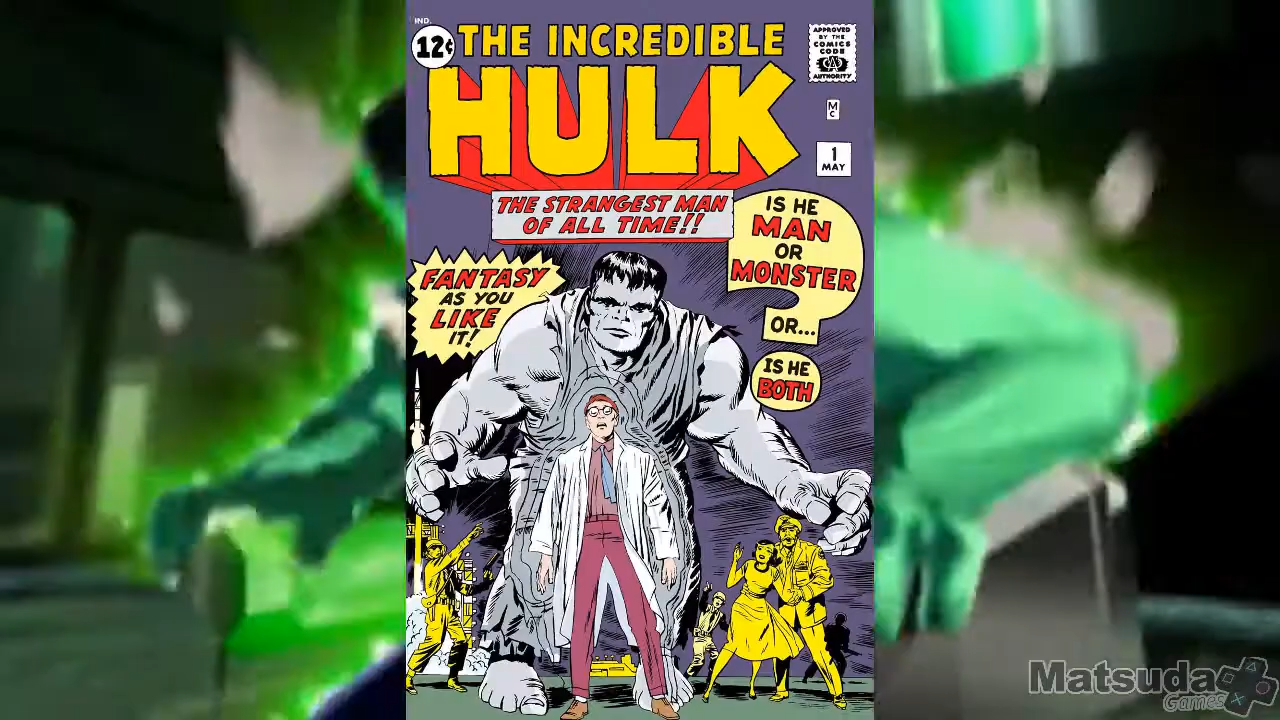 IND.
12¢
THE INCREDIBLE
HULK
APPROVED
BY THE
COMICS
CODE
CA
AUTHORITY
M
C
1
MAY
THE STRANGEST MAN
OF ALL TIME!!
IS HE
MAN
OR
MONSTER
OR...
IS HE
BOTH
FANTASY
AS YOU
LIKE
IT!
Matsuda
Games